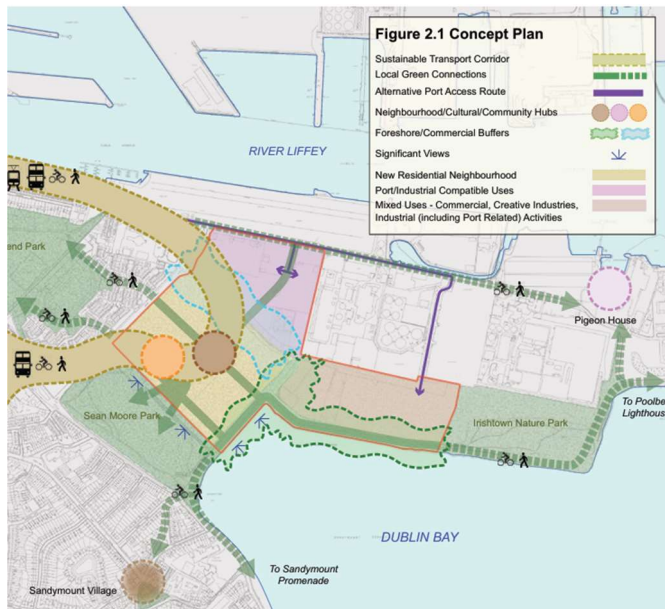 Figure 2.1 Concept Plan
Sustainable Transport Corridor
Local Green Connections
Alternative Port Access Route
Neighbourhood/Cultural/Community Hubs
Foreshore/Commercial Buffers
Significant Views
New Residential Neighbourhood
Port/Industrial Compatible Uses
Mixed Uses - Commercial, Creative Industries,
Industrial (including Port Related) Activities
RIVER LIFFEY
end Park
Pigeon House
To Poolbe
Lighthous
Sean Moore Park
Irishtown Nature Park
DUBLIN BAY
To Sandymount
Promenade
Sandymount Village